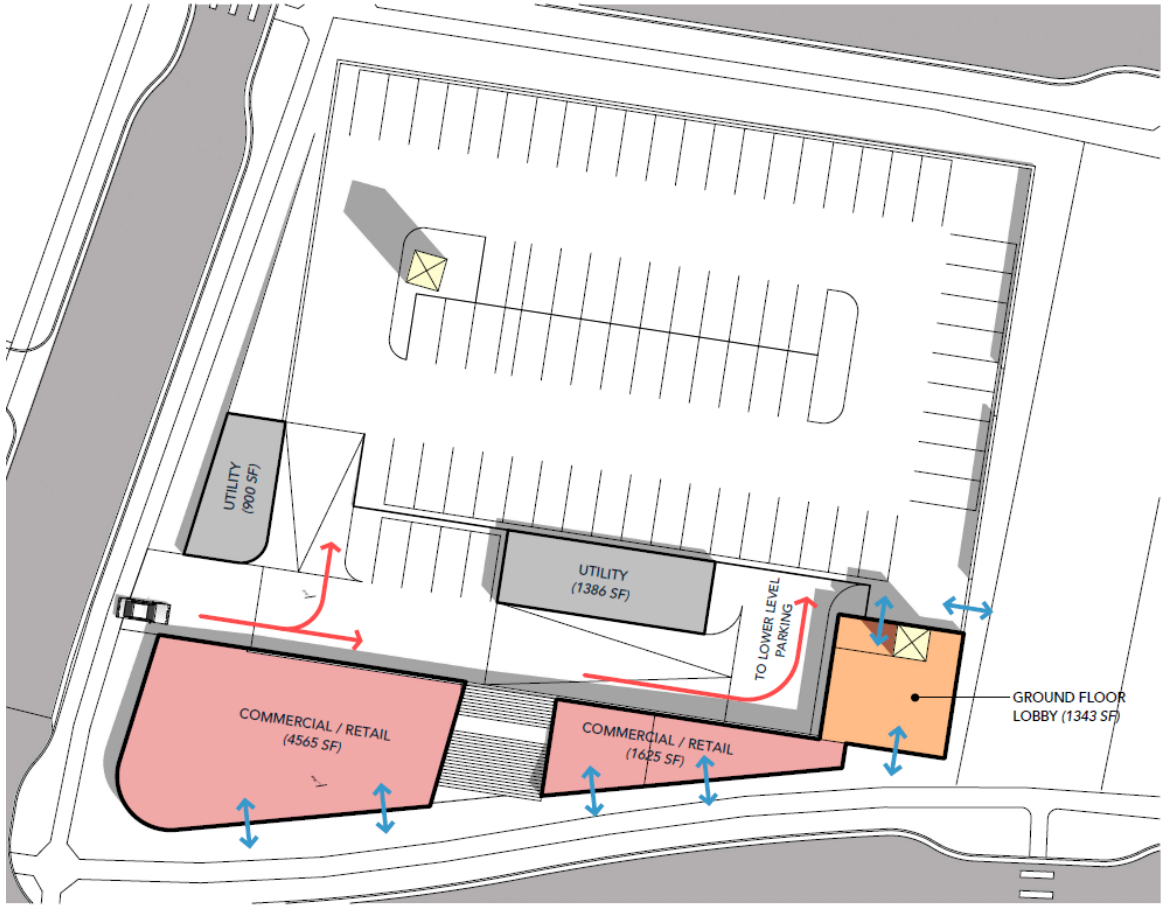 UTILITY
(900 SF)
UTILITY
(1386 SF)
TO LOWER LEVEL
PARKING
GROUND FLOOR
LOBBY (1343 SF)
COMMERCIAL / RETAIL
(4565 SF)
COMMERCIAL / RETAIL
(1625 SF)